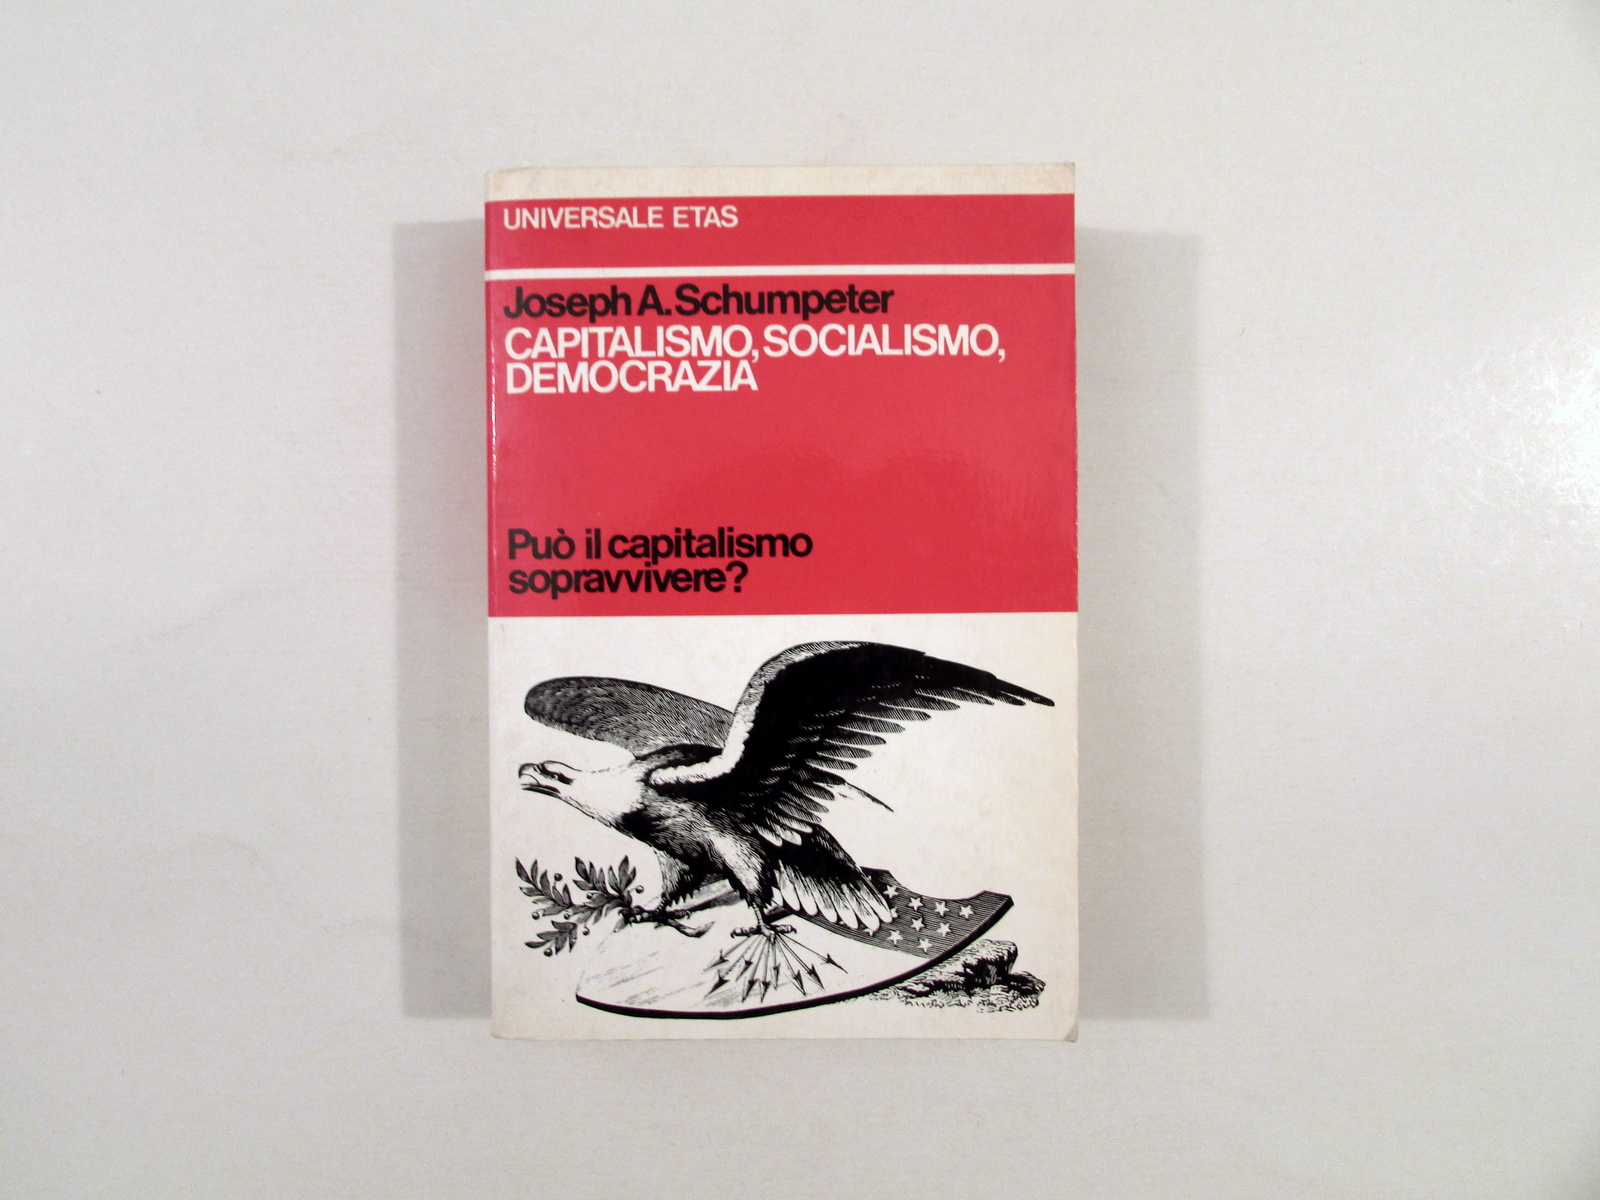 UNIVERSALE ETAS
Joseph A. Schumpeter
CAPITALISMO, SOCIALISMO,
DEMOCRAZIA
Può il capitalismo
sopravvivere?